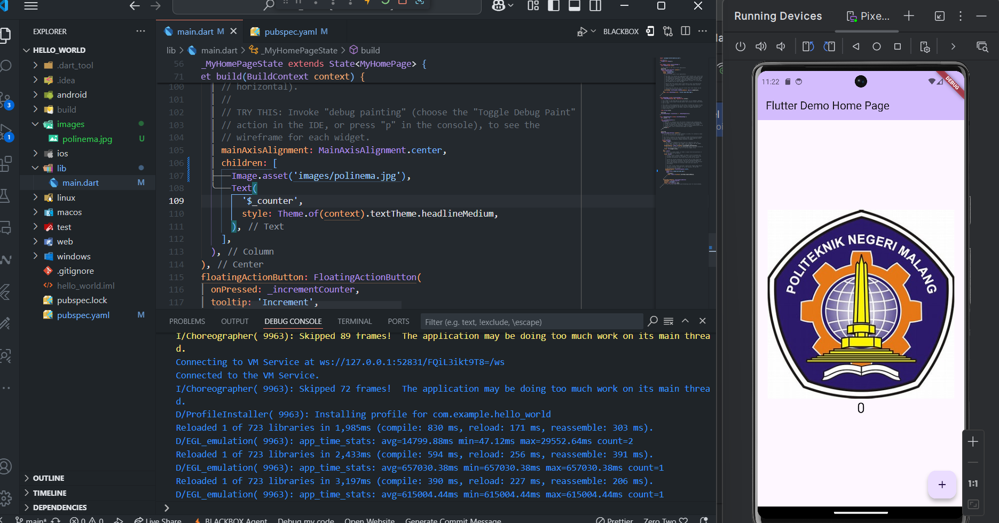 EXPLORER
HELLO_WORLD
.dart_tool
.idea
android
build
images
polinema.jpg U
ios
lib
main.dart M
linux
macos
test
web
windows
.gitignore
hello_world.iml
pubspec.lock
pubspec.yaml M
OUTLINE
TIMELINE
DEPENDENCIES
3
1
main.dart M
pubspec.yaml M
BLACKBOX
lib > main.dart > _MyHomePageState > build
56 _MyHomePageState extends State<MyHomePage> {
71 et build(BuildContext context) {
100 // horizontal).
101 //
102 // TRY THIS: Invoke "debug painting" (choose the "Toggle Debug Paint"
103 // action in the IDE, or press "p" in the console), to see the
104 // wireframe for each widget.
105 mainAxisAlignment: MainAxisAlignment.center,
106 children: [
107 Image.asset('images/polinema.jpg'),
108 Text(
109 '$_counter',
110 style: Theme.of(context).textTheme.headlineMedium,
111 ), // Text
112 ],
113 ), // Column
114 ), // Center
115 floatingActionButton: FloatingActionButton(
116 onPressed: _incrementCounter,
117 tooltip: 'Increment',
PROBLEMS OUTPUT DEBUG CONSOLE TERMINAL PORTS Filter (e.g. text, !exclude, \escape)
I/Choreographer( 9963): Skipped 89 frames!  The application may be doing too much work on its main threa
d.
Connecting to VM Service at ws://127.0.0.1:52831/FQiL3ikt9T8=/ws
Connected to the VM Service.
I/Choreographer( 9963): Skipped 72 frames!  The application may be doing too much work on its main threa
d.
D/ProfileInstaller( 9963): Installing profile for com.example.hello_world
Reloaded 1 of 723 libraries in 1,985ms (compile: 830 ms, reload: 171 ms, reassemble: 303 ms).
D/EGL_emulation( 9963): app_time_stats: avg=14799.88ms min=47.12ms max=29552.64ms count=2
Reloaded 1 of 723 libraries in 2,433ms (compile: 594 ms, reload: 256 ms, reassemble: 391 ms).
D/EGL_emulation( 9963): app_time_stats: avg=657030.38ms min=657030.38ms max=657030.38ms count=1
Reloaded 1 of 723 libraries in 3,197ms (compile: 390 ms, reload: 227 ms, reassemble: 206 ms).
D/EGL_emulation( 9963): app_time_stats: avg=615004.44ms min=615004.44ms max=615004.44ms count=1
main* 0 0 Live Share BLACKBOX Agent Debug my code Open Website Generate Commit Message Prettier Zero Two
Running Devices Pixe...
11:22
DEBUG
Flutter Demo Home Page
POLITEKNIK NEGERI MALANG
0
+
1:1